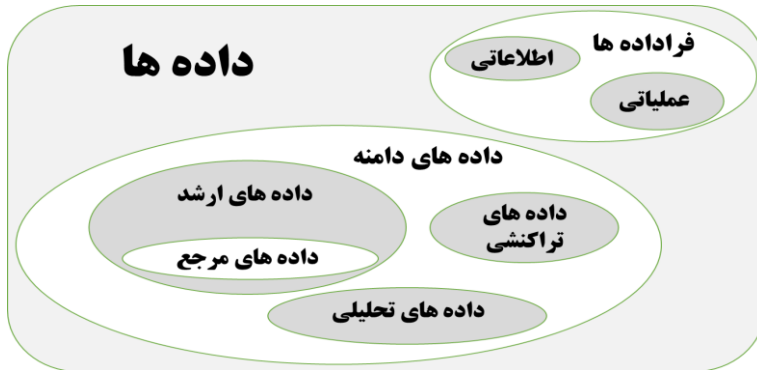 داده ها
فراداده ها
اطلاعاتی
عملیاتی
داده های دامنه
داده های ارشد
داده های مرجع
داده های
تراکنشی
داده های تحلیلی